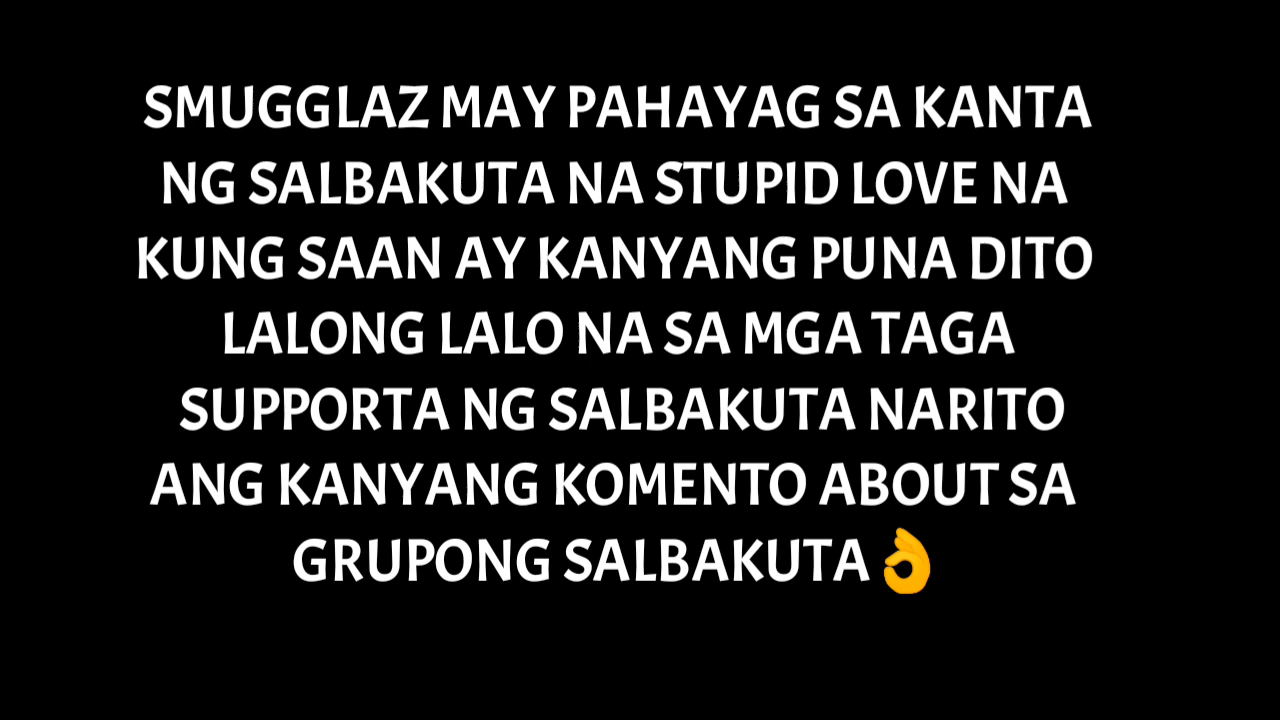 SMUGGLAZ MAY PAHAYAG SA KANTA
NG SALBAKUTA NA STUPID LOVE NA
KUNG SAAN AY KANYANG PUNA DITO
LALONG LALO NA SA MGA TAGA
SUPPORTA NG SALBAKUTA NARITO
ANG KANYANG KOMENTO ABOUT SA
GRUPONG SALBAKUTA👌